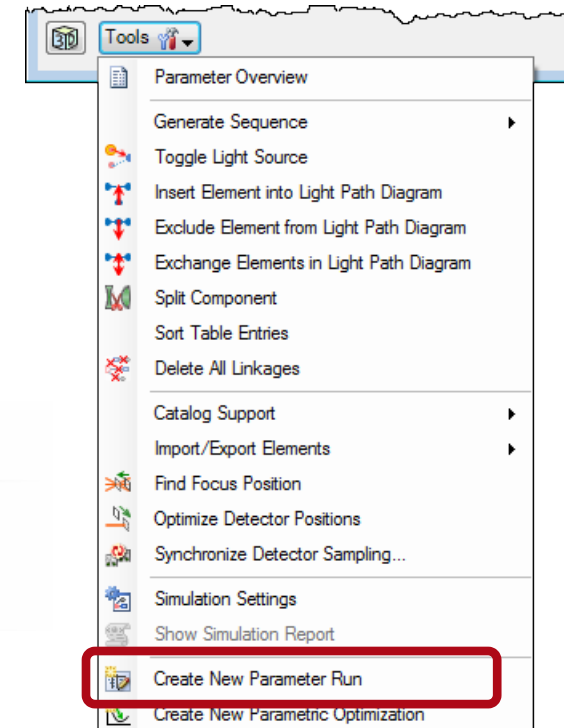 3D
Tools
Parameter Overview
Generate Sequence
Toggle Light Source
Insert Element into Light Path Diagram
Exclude Element from Light Path Diagram
Exchange Elements in Light Path Diagram
Split Component
Sort Table Entries
Delete All Linkages
Catalog Support
Import/Export Elements
Find Focus Position
Optimize Detector Positions
Synchronize Detector Sampling...
Simulation Settings
Show Simulation Report
Create New Parameter Run
Create New Parametric Optimization